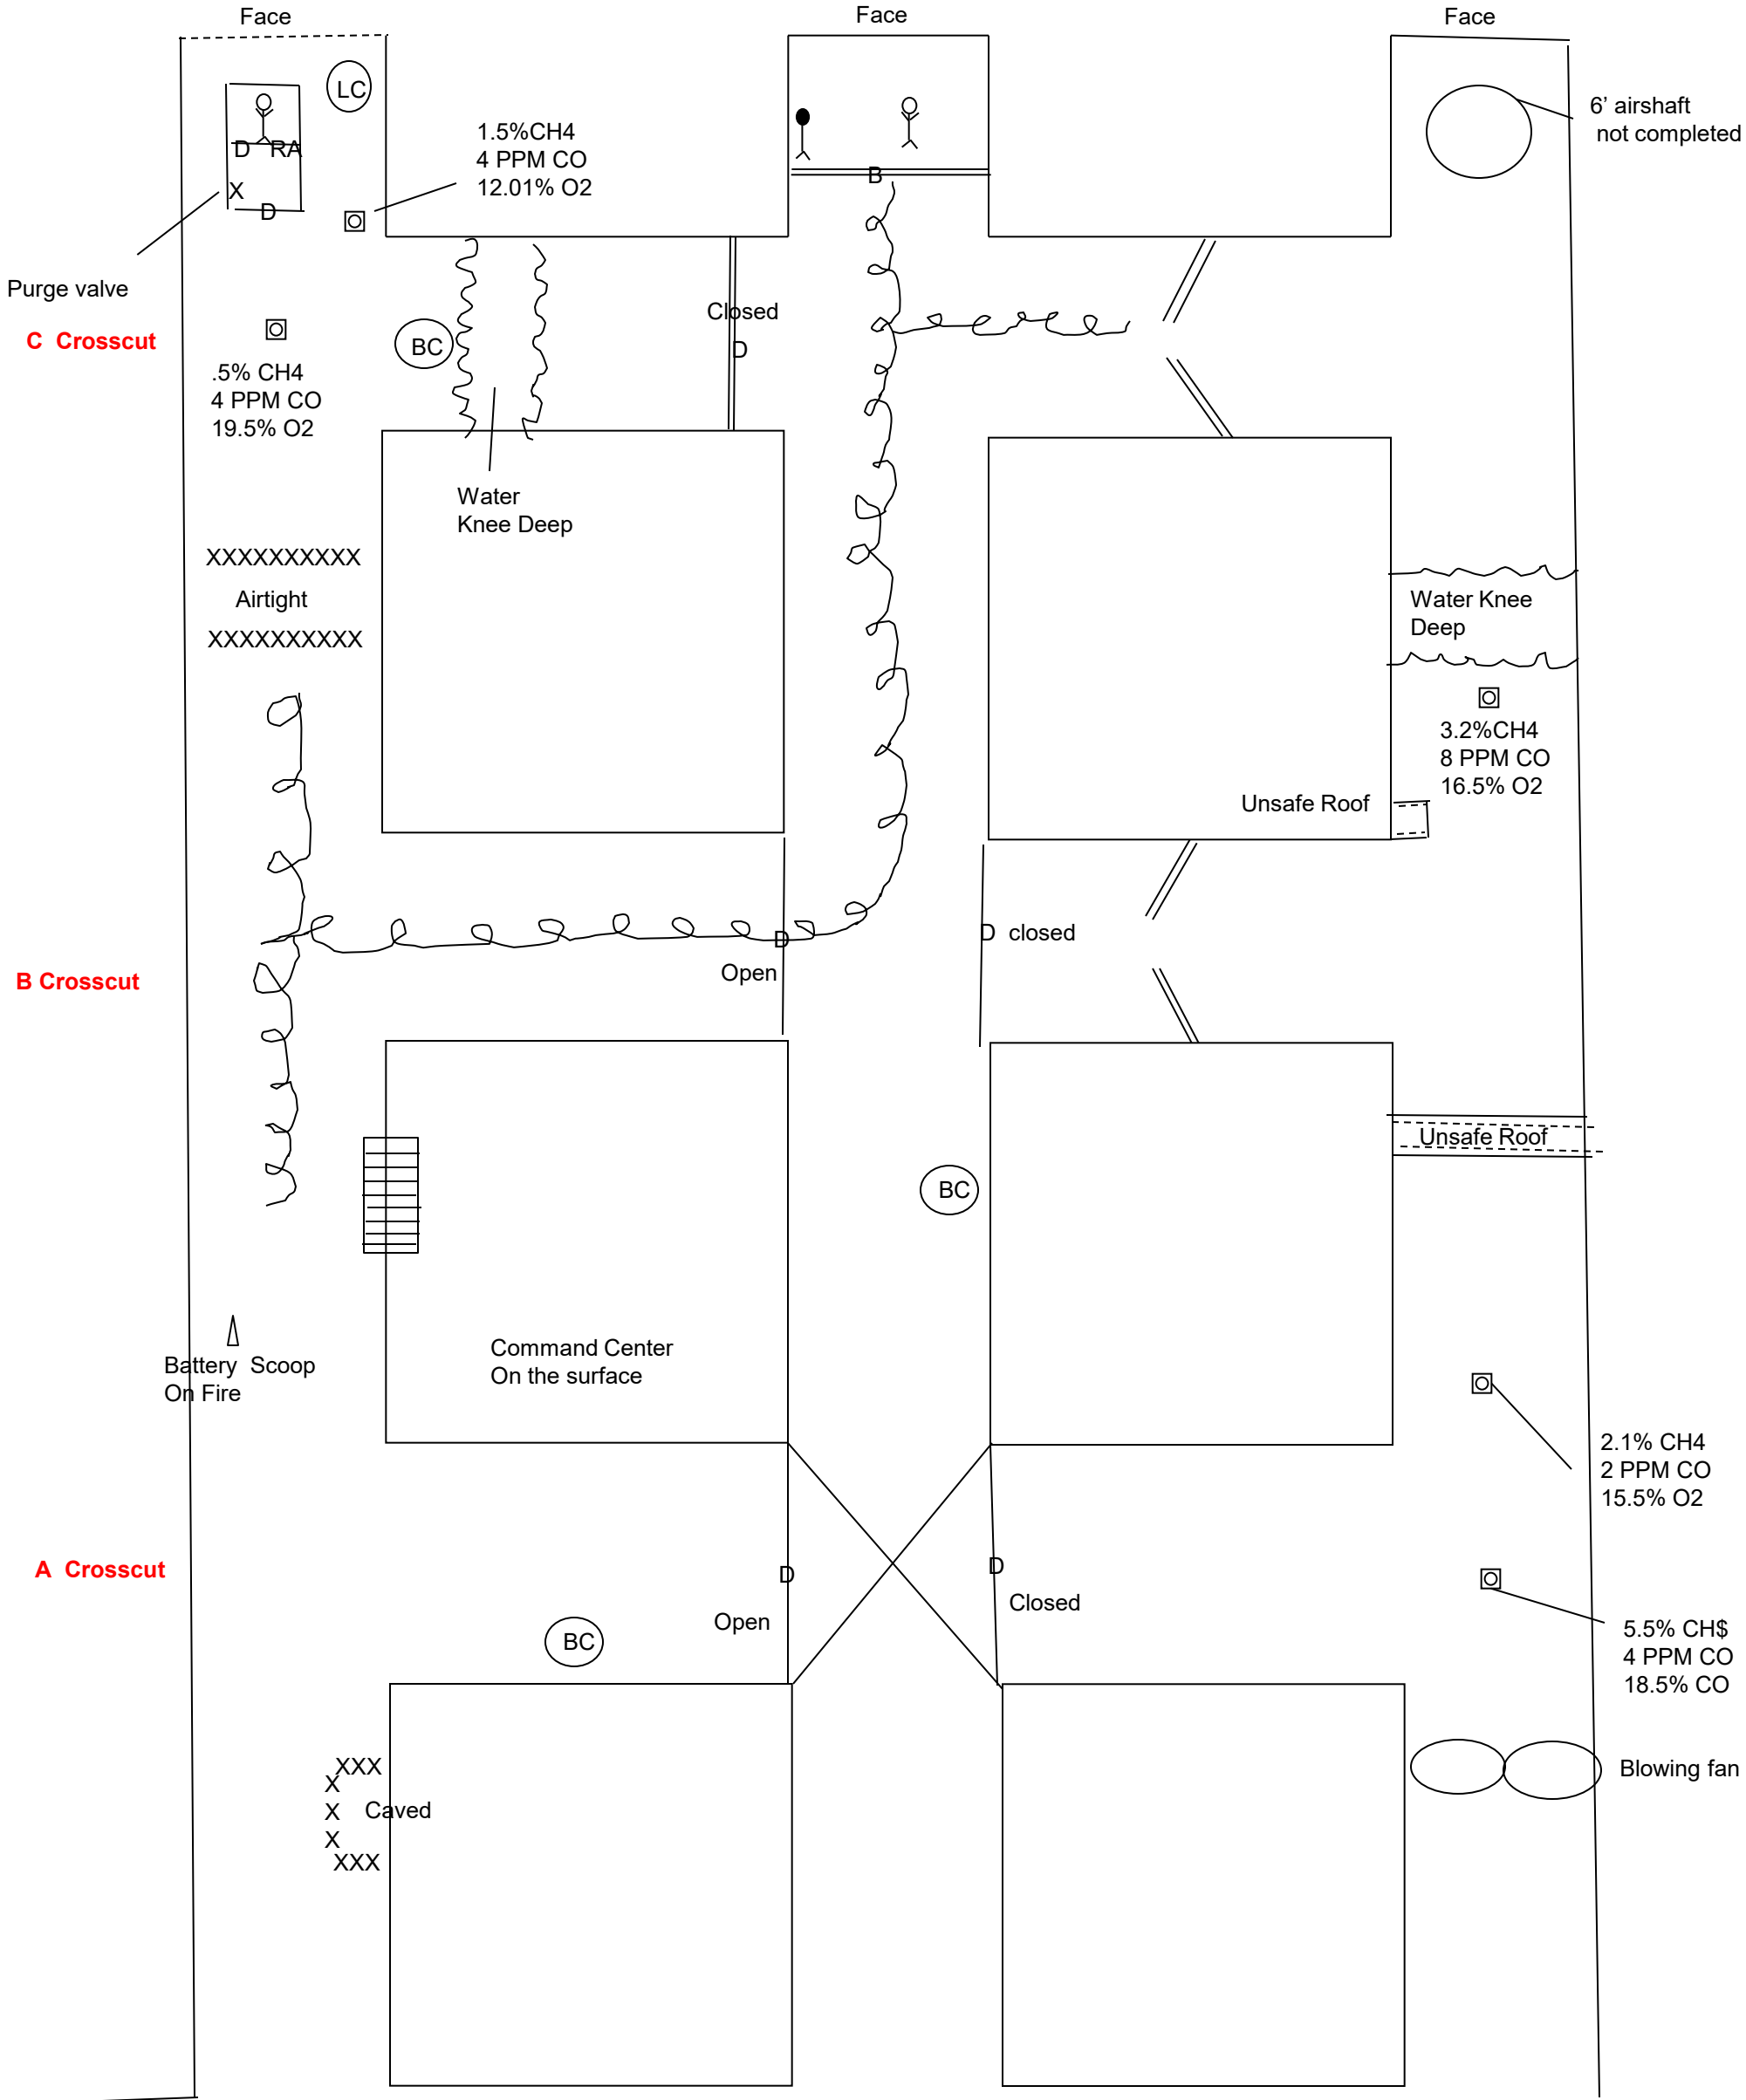 Face
Face
Face
LC
6’ airshaft
not completed
1.5%CH4
4 PPM CO
12.01% O2
D RA
X
D
B
Purge valve
C Crosscut
Closed
BC
D
.5% CH4
4 PPM CO
19.5% O2
Water
Knee Deep
XXXXXXXXXX
Airtight
XXXXXXXXXX
Water Knee
Deep
3.2%CH4
8 PPM CO
16.5% O2
Unsafe Roof
D closed
D
Open
B Crosscut
Unsafe Roof
BC
Command Center
On the surface
Battery Scoop
On Fire
2.1% CH4
2 PPM CO
15.5% O2
A Crosscut
D
D
Closed
Open
BC
5.5% CH$
4 PPM CO
18.5% CO
XXX
X
X Caved
X
XXX
Blowing fan